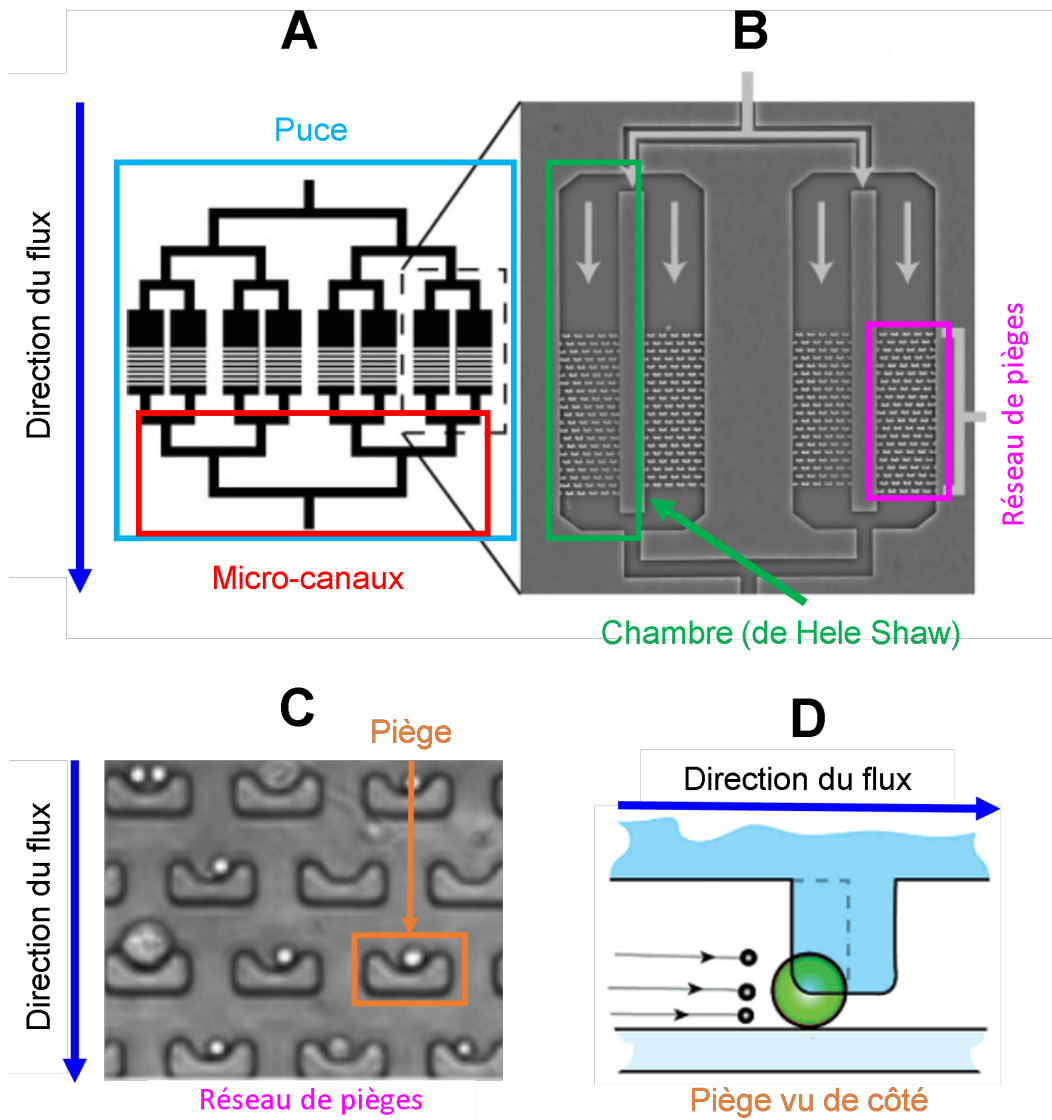 A
B
Puce
Direction du flux
Réseau de pièges
Micro-canaux
Chambre (de Hele Shaw)
C
D
Piège
Direction du flux
Direction du flux
Réseau de pièges
Piège vu de côté